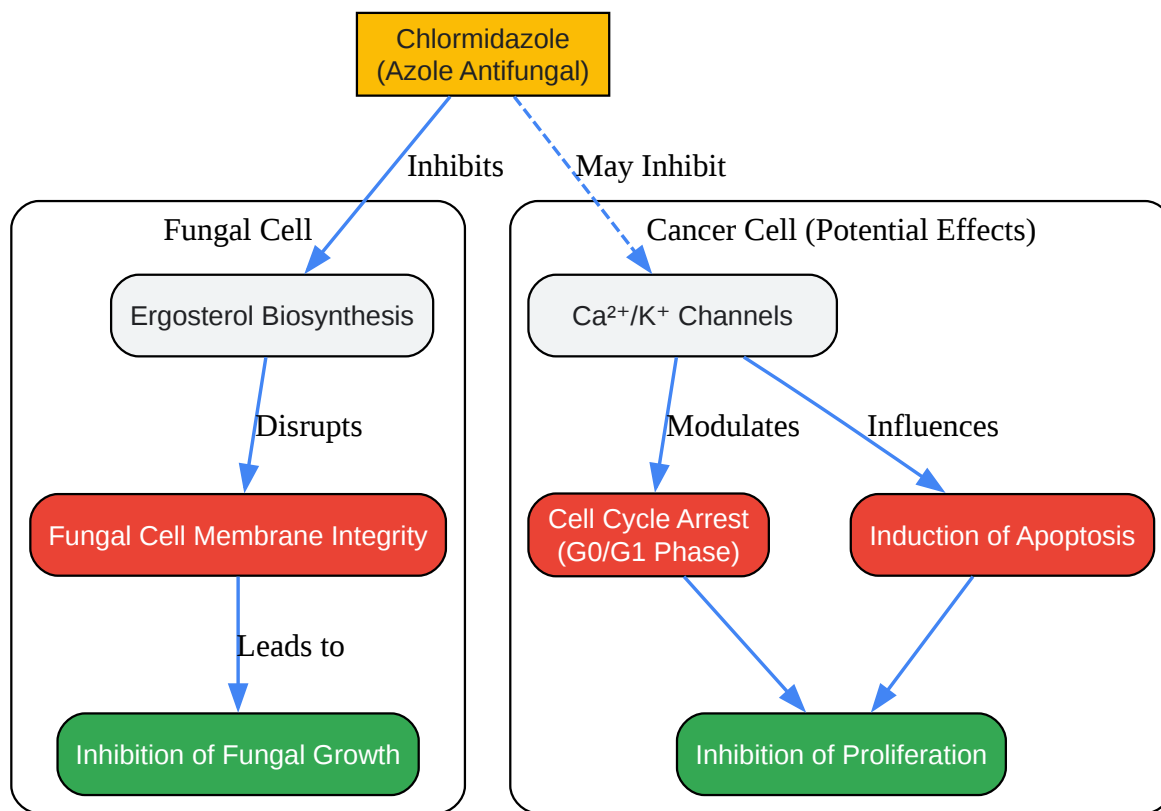 Chlormidazole
(Azole Antifungal)
Inhibits
May Inhibit
Fungal Cell
Cancer Cell (Potential Effects)
Ergosterol Biosynthesis
Ca²⁺/K⁺ Channels
Disrupts
Modulates
Influences
Fungal Cell Membrane Integrity
Cell Cycle Arrest
(G0/G1 Phase)
Induction of Apoptosis
Leads to
Inhibition of Fungal Growth
Inhibition of Proliferation